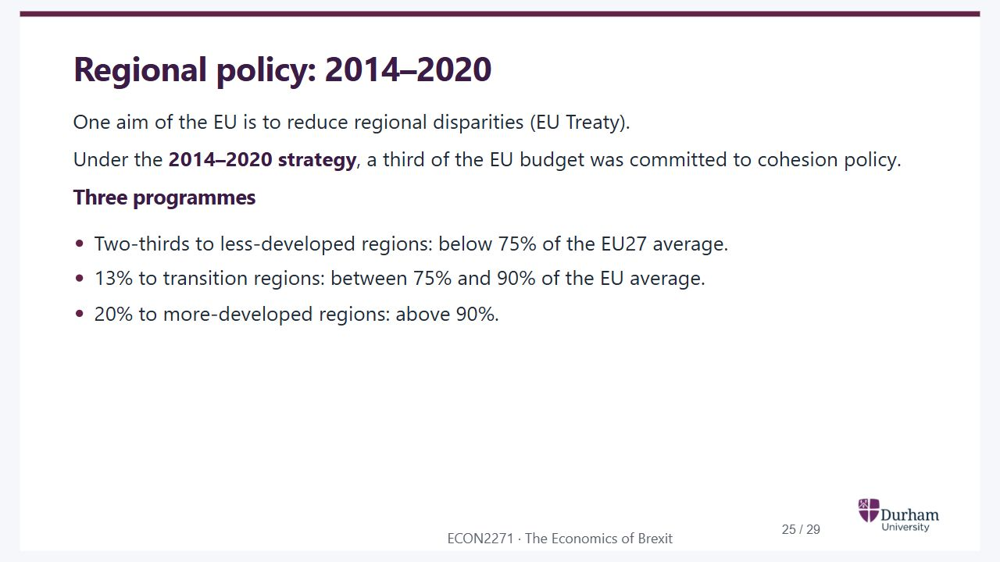 Regional policy: 2014–2020
One aim of the EU is to reduce regional disparities (EU Treaty).
Under the 2014–2020 strategy, a third of the EU budget was committed to cohesion policy.
Three programmes
• Two-thirds to less-developed regions: below 75% of the EU27 average.
• 13% to transition regions: between 75% and 90% of the EU average.
• 20% to more-developed regions: above 90%.
ECON2271 · The Economics of Brexit
25 / 29
Durham
University